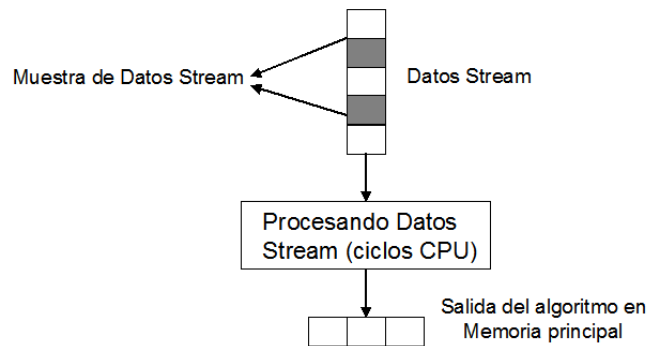 Muestra de Datos Stream
Datos Stream
Procesando Datos
Stream (ciclos CPU)
Salida del algoritmo en
Memoria principal